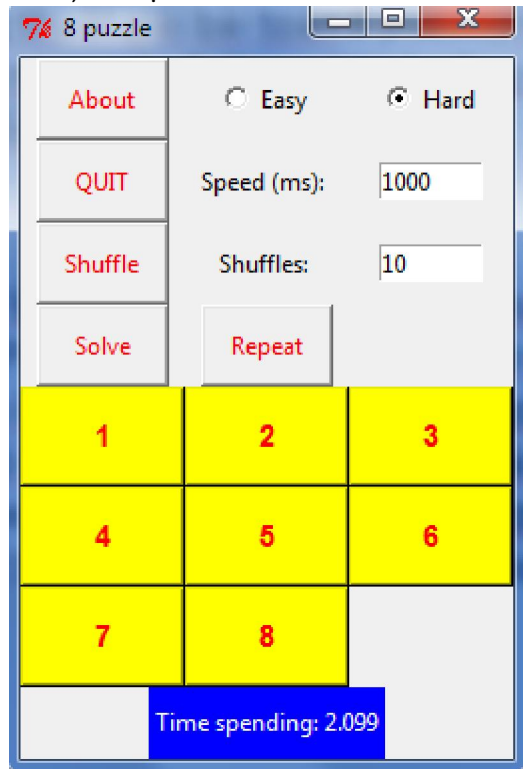 8 puzzle
About Easy Hard
QUIT Speed (ms): 1000
Shuffle Shuffles: 10
Solve Repeat
1 2 3
4 5 6
7 8
Time spending: 2.099